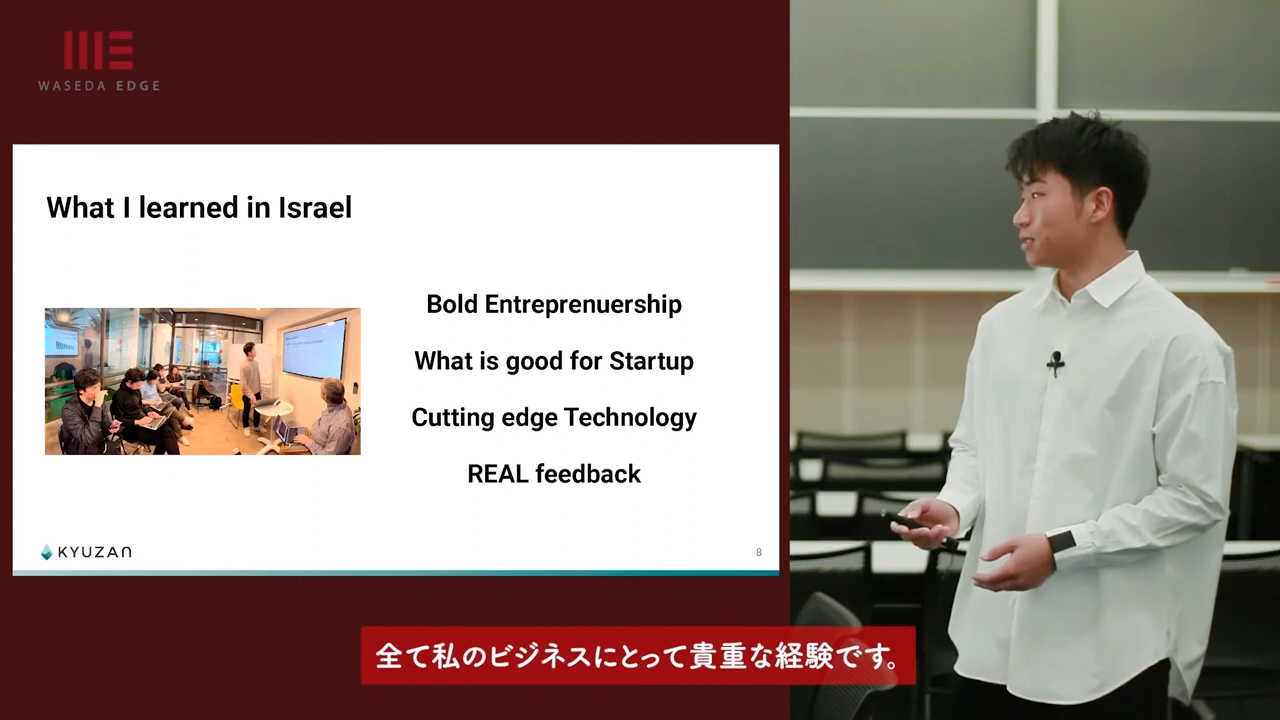 WASEDA EDGE
What I learned in Israel
Bold Entreprenuership
What is good for Startup
Cutting edge Technology
REAL feedback
KYUZAN
8
全て私のビジネスにとって貴重な経験です。